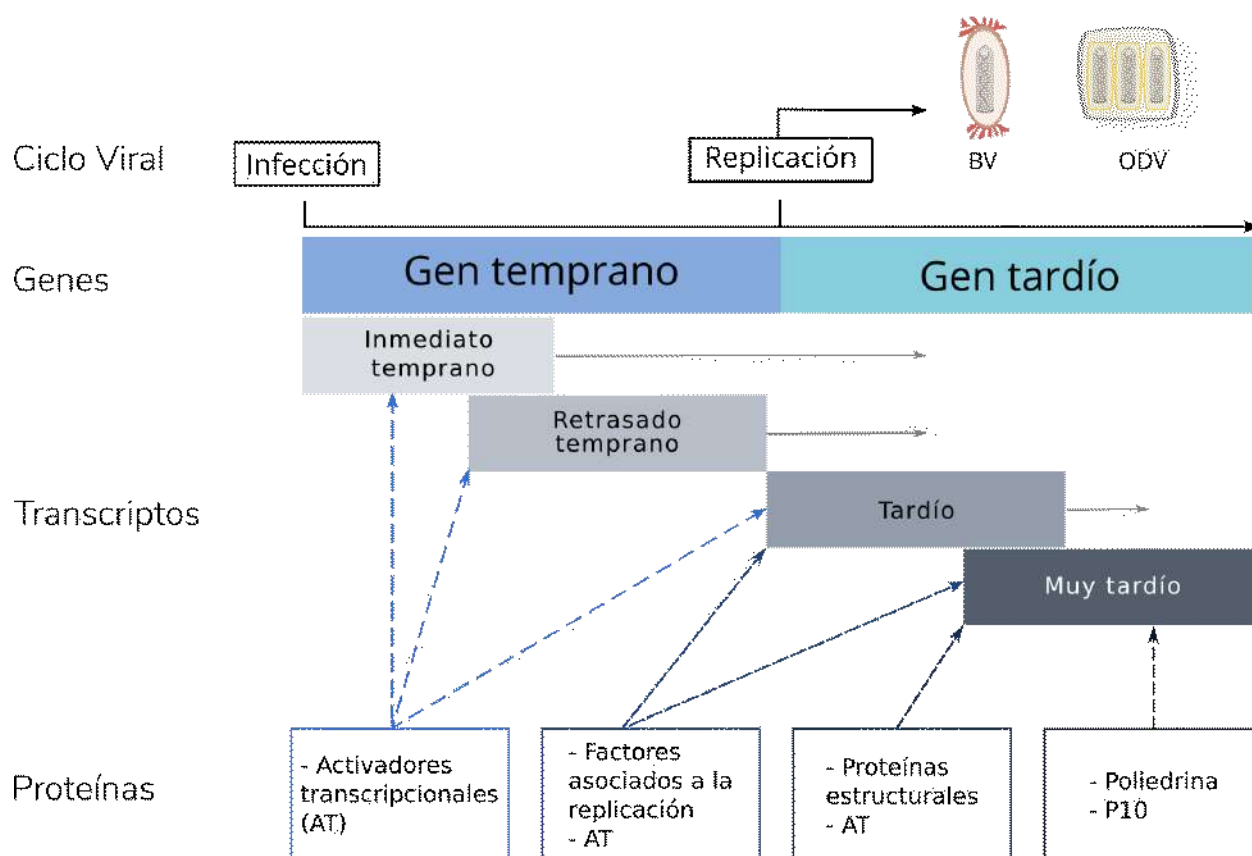 BV
ODV
Ciclo Viral
Infección
Replicación
Genes
Gen temprano
Gen tardío
Inmediato
temprano
Retrasado
temprano
Transcriptos
Tardío
Muy tardío
Proteínas
- Activadores
transcripcionales
(AT)
- Factores
asociados a la
replicación
- AT
- Proteínas
estructurales
- AT
- Poliedrina
- P10